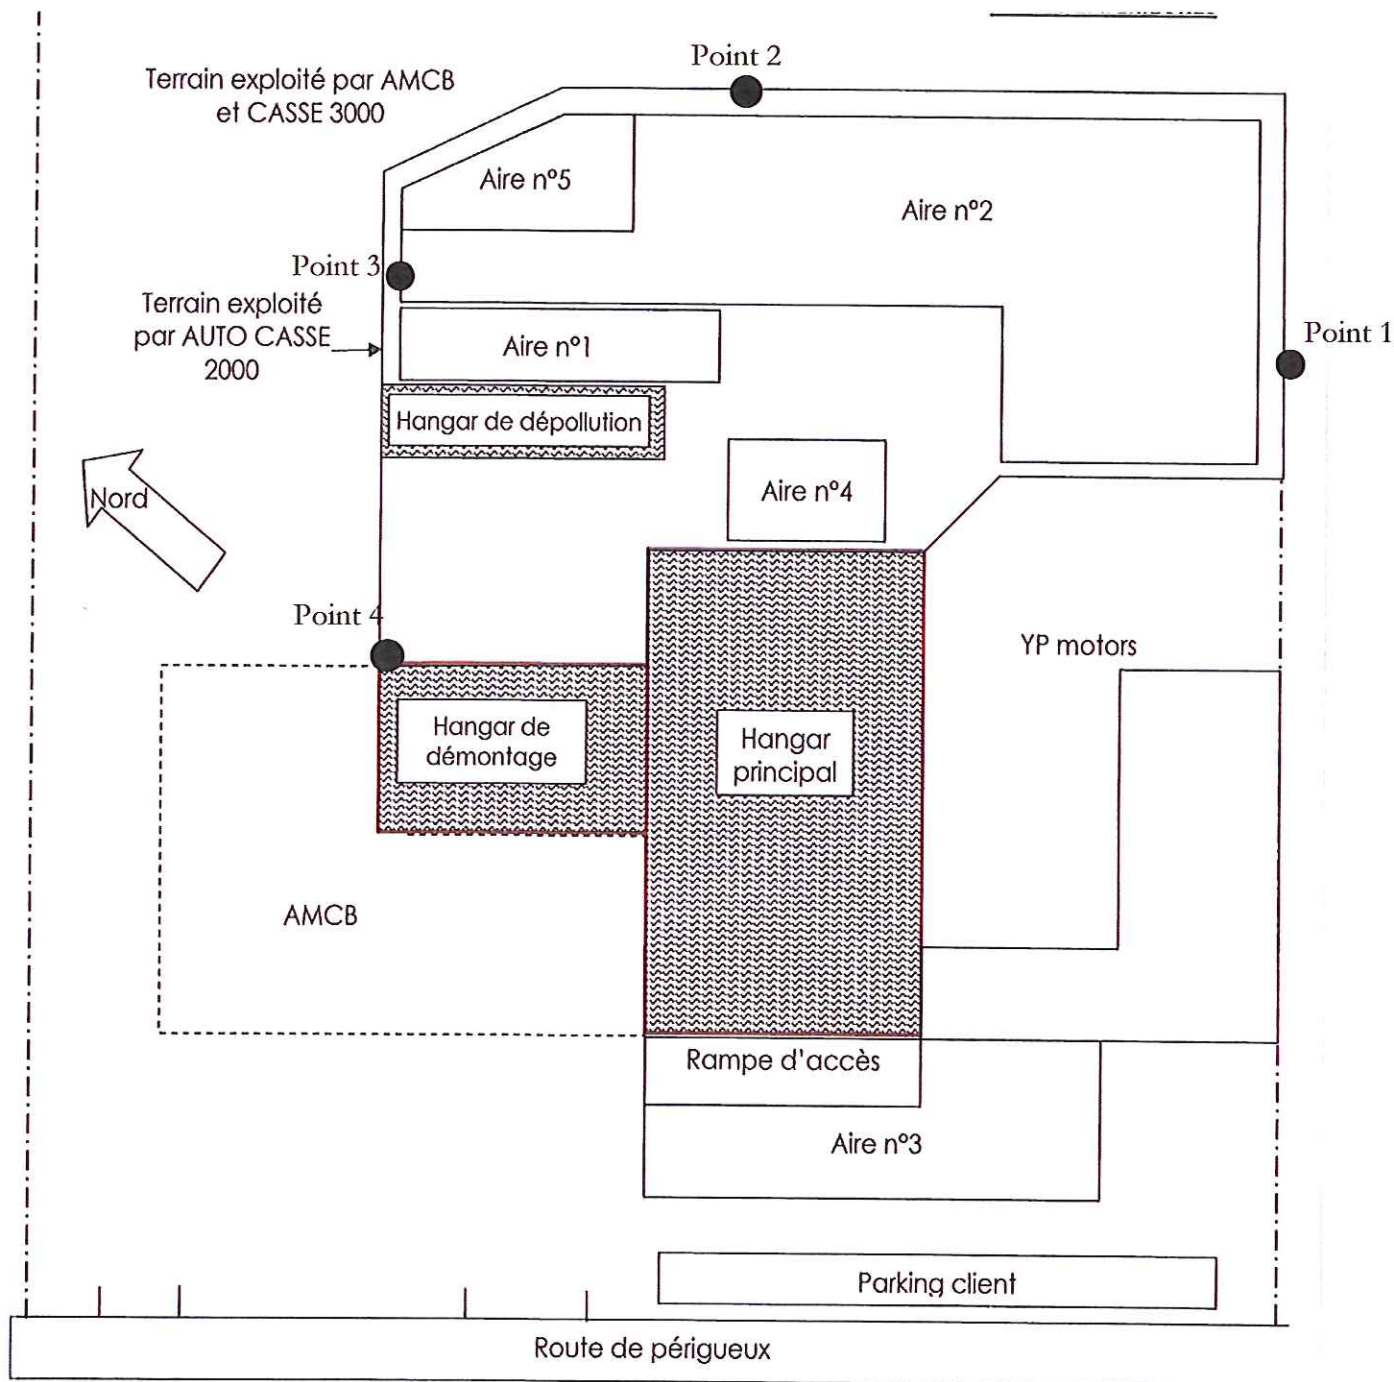 Point 2
Terrain exploité par AMCB
et CASSE 3000
Aire n°5
Aire n°2
Point 3
Terrain exploité
par AUTO CASSE
2000
Aire n°1
Point 1
Hangar de dépollution
Nord
Aire n°4
Point 4
YP motors
Hangar de
démontage
Hangar
principal
AMCB
Rampe d'accès
Aire n°3
Parking client
Route de périgueux